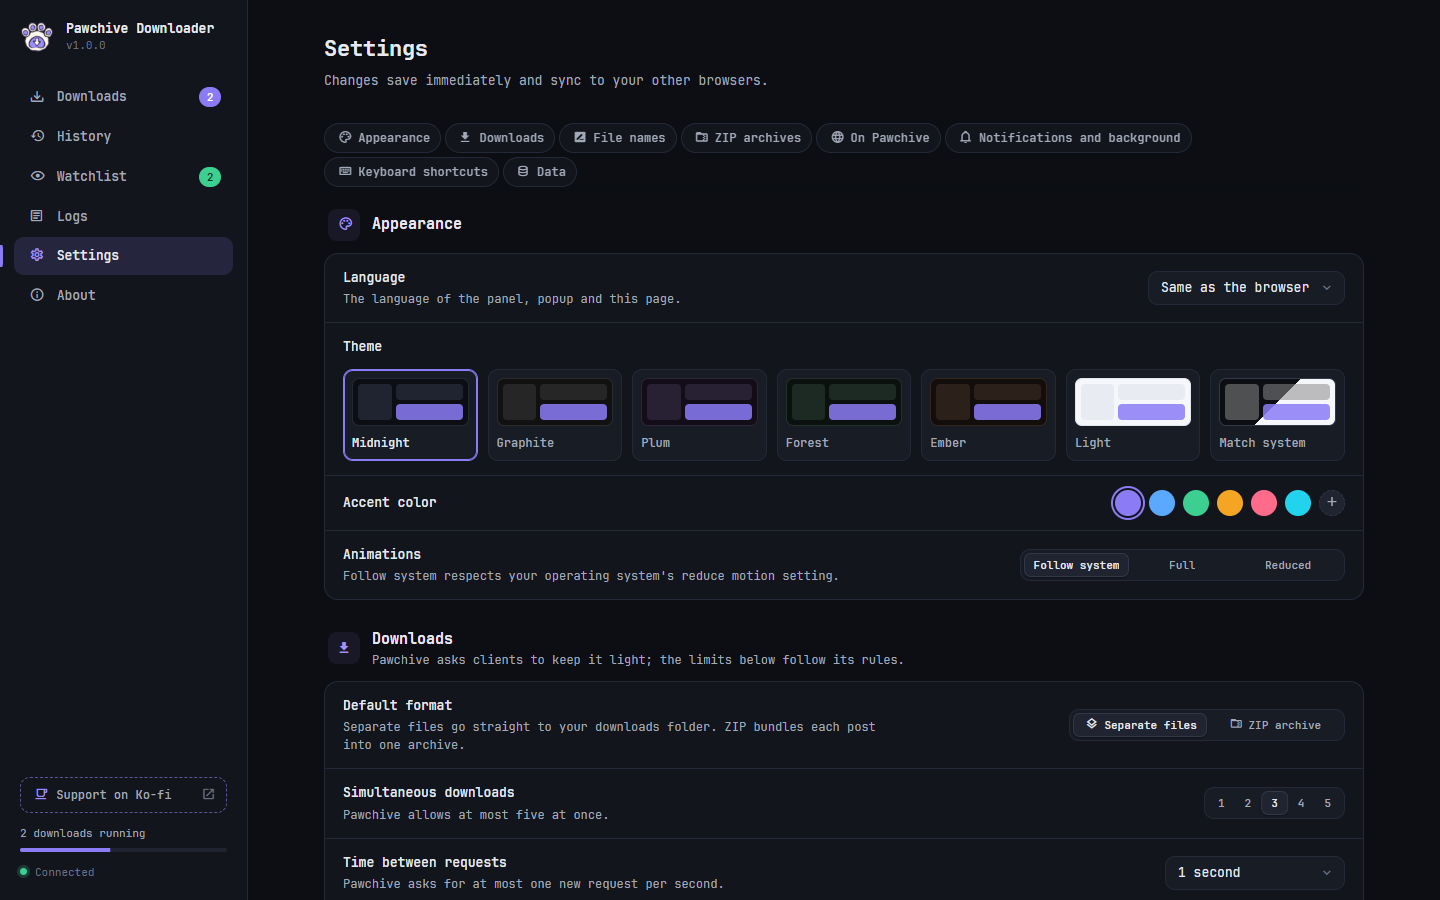 Pawchive Downloader
v1.0.0
Downloads
2
History
Watchlist
2
Logs
Settings
About
Support on Ko-fi
2 downloads running
Connected
Settings
Changes save immediately and sync to your other browsers.
Appearance
Downloads
File names
ZIP archives
On Pawchive
Notifications and background
Keyboard shortcuts
Data
Appearance
Language
The language of the panel, popup and this page.
Same as the browser
Theme
Midnight
Graphite
Plum
Forest
Ember
Light
Match system
Accent color
+
Animations
Follow system respects your operating system's reduce motion setting.
Follow system
Full
Reduced
Downloads
Pawchive asks clients to keep it light; the limits below follow its rules.
Default format
Separate files go straight to your downloads folder. ZIP bundles each post
into one archive.
Separate files
ZIP archive
Simultaneous downloads
Pawchive allows at most five at once.
1 2 3 4 5
Time between requests
Pawchive asks for at most one new request per second.
1 second